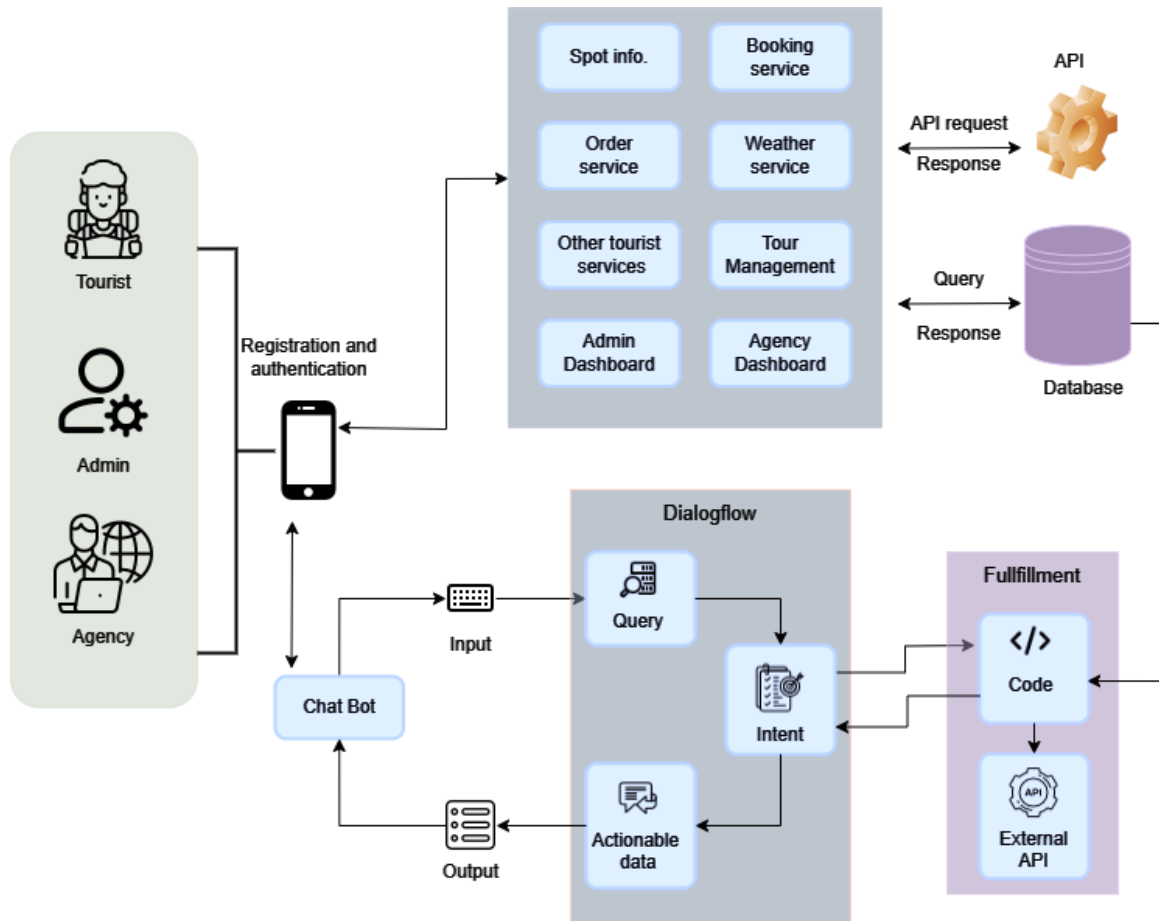 Spot info.
Booking
service
Order
service
Weather
service
Other tourist
services
Tour
Management
Admin
Dashboard
Agency
Dashboard
API
API request
Response
Query
Response
Database
Tourist
Admin
Agency
Registration and
authentication
Chat Bot
Input
Output
Dialogflow
Query
Intent
Actionable
data
Fullfillment
</>
Code
API
External
API